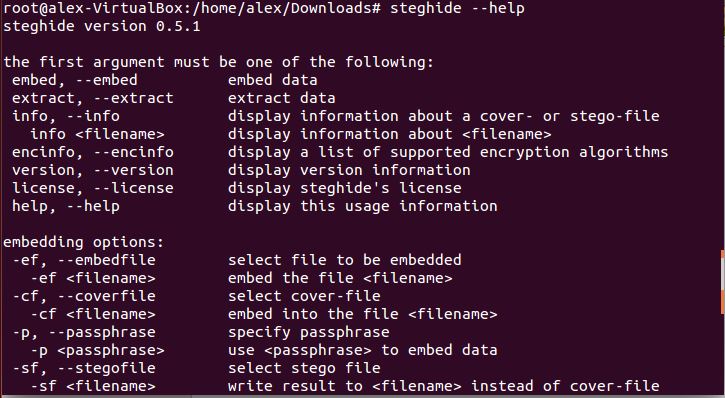 root@alex-VirtualBox:/home/alex/Downloads# steghide --help
steghide version 0.5.1

the first argument must be one of the following:
 embed, --embed          embed data
 extract, --extract      extract data
 info, --info            display information about a cover- or stego-file
   info <filename>       display information about <filename>
 encinfo, --encinfo      display a list of supported encryption algorithms
 version, --version      display version information
 license, --license      display steghide's license
 help, --help            display this usage information

embedding options:
 -ef, --embedfile        select file to be embedded
   -ef <filename>        embed the file <filename>
 -cf, --coverfile        select cover-file
   -cf <filename>        embed into the file <filename>
 -p, --passphrase        specify passphrase
   -p <passphrase>       use <passphrase> to embed data
 -sf, --stegofile        select stego file
   -sf <filename>        write result to <filename> instead of cover-file